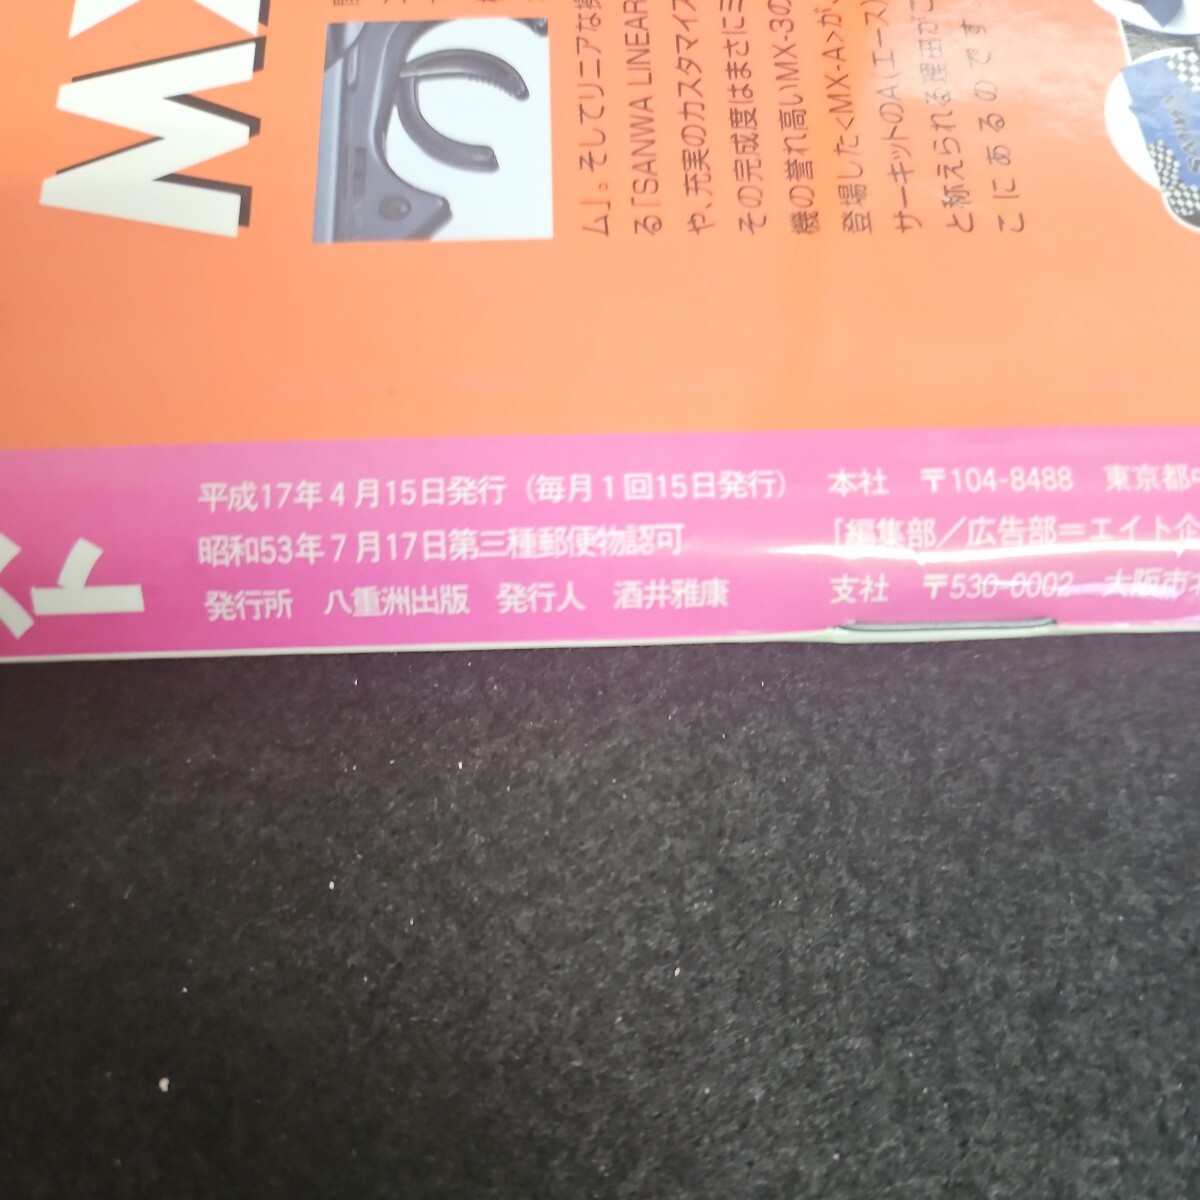 MX
ム」。そしてリニアな
る「SANWA LINEAR
や、充実のカスタマイズ
その完成度はまさに
機の誉れ高いMX-3の
登場した<MX-A>が、
サーキットのA(エース)
と称えられる理由がこ
こにあるのです
平成17年4月15日発行（毎月1回15日発行）　本社　〒104-8488　東京都
昭和53年7月17日第三種郵便物認可　［編集部／広告部＝エイト企
発行所　八重洲出版　発行人　酒井雅康　支社　〒530-0002　大阪市